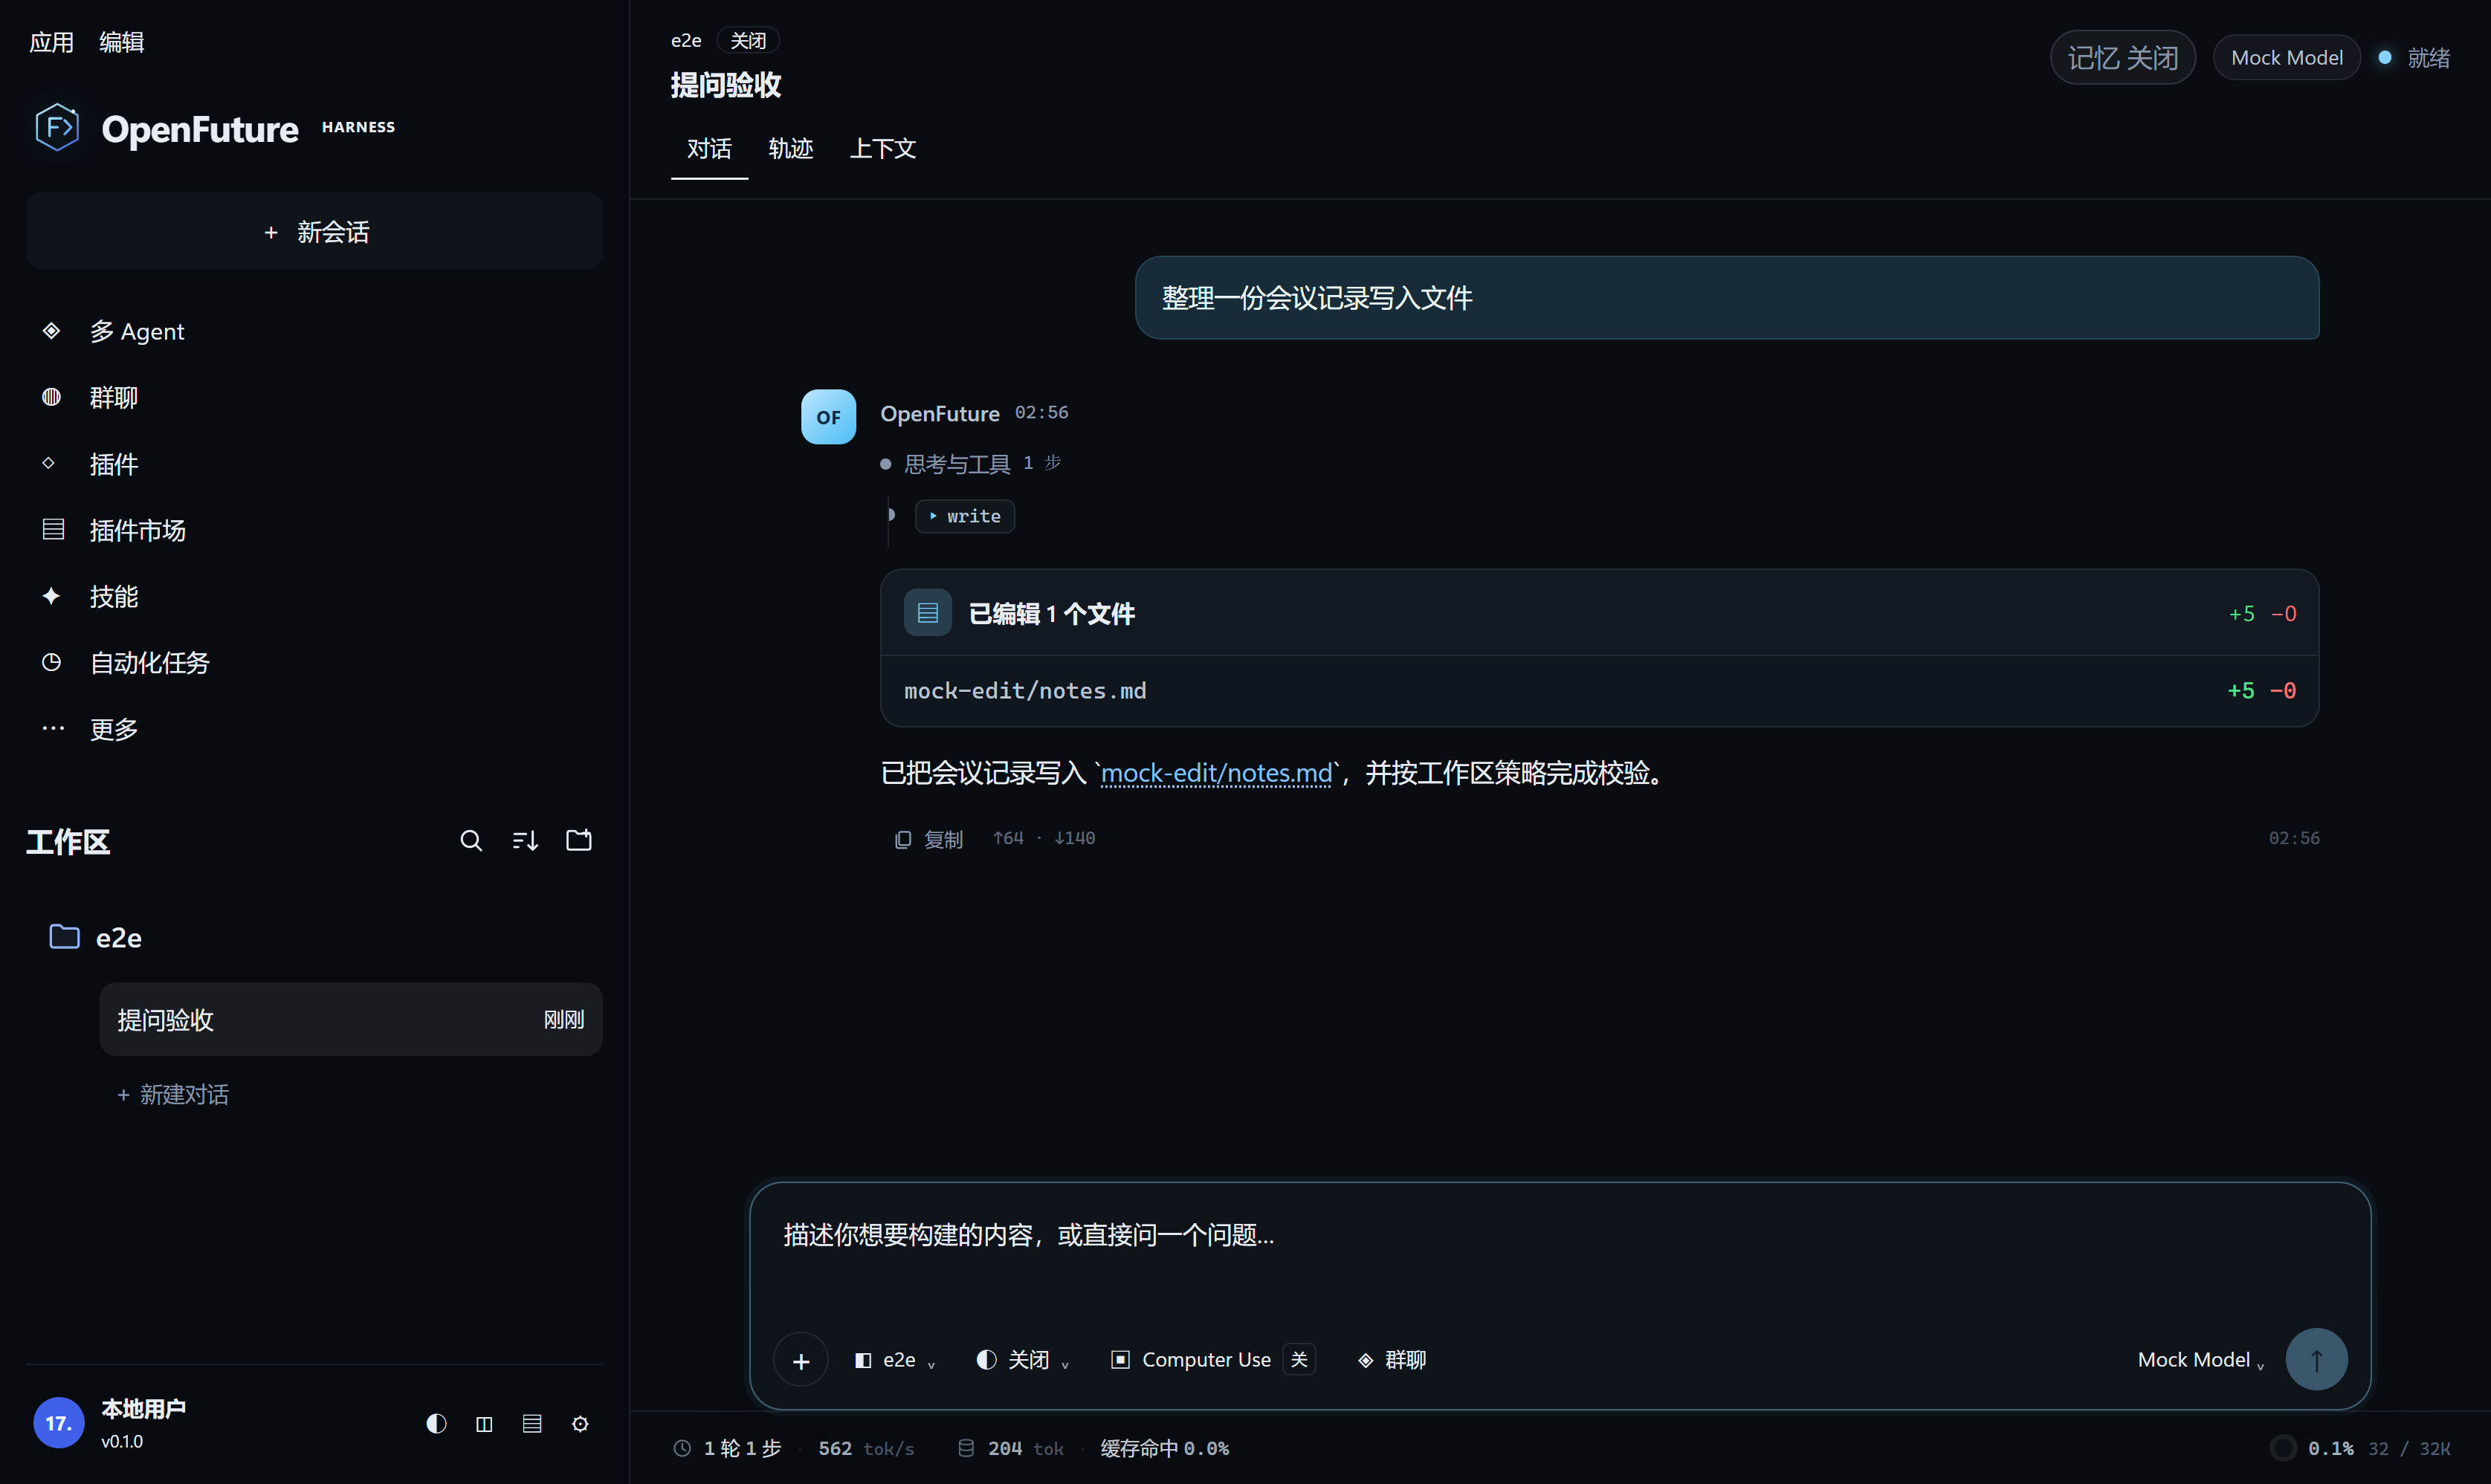 应用 编辑
OpenFuture HARNESS
+ 新会话
多 Agent
群聊
插件
插件市场
技能
自动化任务
更多
工作区
e2e
提问验收 刚刚
+ 新建对话
17. 本地用户
v0.1.0
e2e 关闭
提问验收
记忆 关闭 Mock Model 就绪
对话 轨迹 上下文
整理一份会议记录写入文件
OF OpenFuture 02:56
思考与工具 1 步
write
已编辑 1 个文件 +5 −0
mock-edit/notes.md +5 −0
已把会议记录写入 `mock-edit/notes.md`，并按工作区策略完成校验。
复制 ↑64 · ↓140 02:56
描述你想要构建的内容，或直接问一个问题...
+ e2e 关闭 Computer Use 关 群聊 Mock Model ↑
1 轮 1 步 · 562 tok/s 204 tok · 缓存命中 0.0% 0.1% 32 / 32K